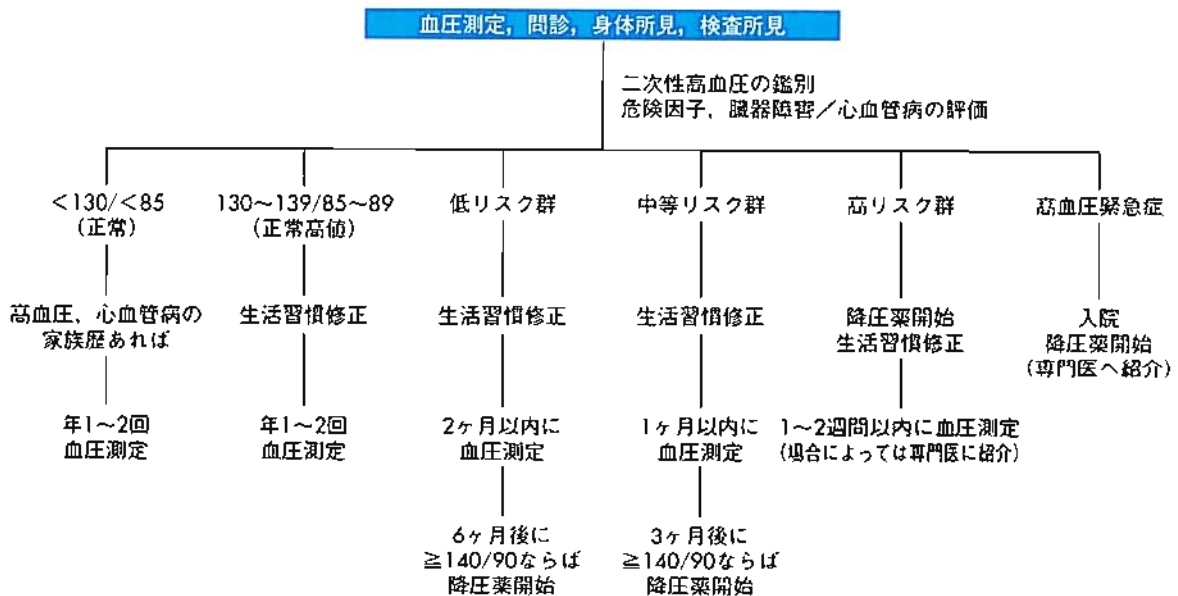 血圧測定，問診，身体所見，検査所見
二次性高血圧の鑑別
危険因子，臓器障害／心血管病の評価
<130/<85
(正常)
高血圧，心血管病の
家族歴あれば
年1～2回
血圧測定
130～139/85～89
(正常高値)
生活習慣修正
年1～2回
血圧測定
低リスク群
生活習慣修正
2ヶ月以内に
血圧測定
6ヶ月後に
≧140/90ならば
降圧薬開始
中等リスク群
生活習慣修正
1ヶ月以内に
血圧測定
3ヶ月後に
≧140/90ならば
降圧薬開始
高リスク群
降圧薬開始
生活習慣修正
1～2週間以内に血圧測定
(場合によっては専門医に紹介)
高血圧緊急症
入院
降圧薬開始
(専門医へ紹介)